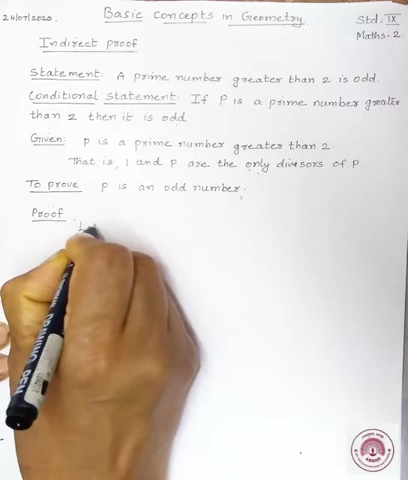 24/07/2020.
Basic Concepts in Geometry.
Std: IX
Maths-2
Indirect proof
Statement: A prime number greater than 2 is odd.
Conditional Statement: If P is a prime number greater
than 2 then it is odd
Given: P is a prime number greater than 2.
That is, 1 and P are the only divisors of P
To prove P is an odd number.
Proof
DRAWING PEN